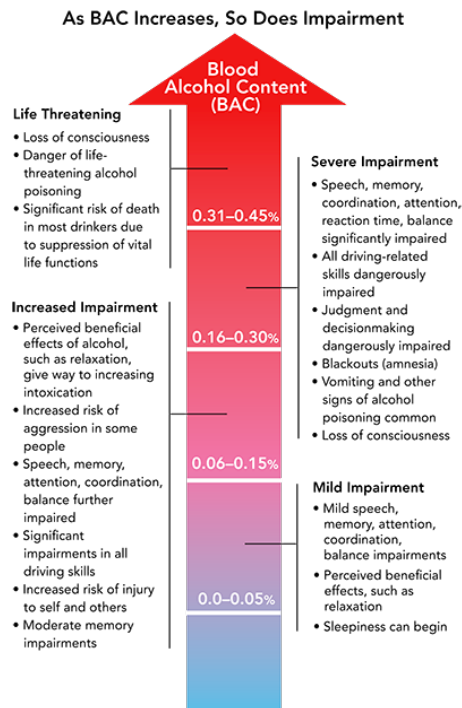 As BAC Increases, So Does Impairment
Blood
Alcohol Content
(BAC)
Life Threatening
• Loss of consciousness
• Danger of life-
threatening alcohol
poisoning
• Significant risk of death
in most drinkers due
to suppression of vital
life functions
0.31–0.45%
Severe Impairment
• Speech, memory,
coordination, attention,
reaction time, balance
significantly impaired
• All driving-related
skills dangerously
impaired
• Judgment and
decisionmaking
dangerously impaired
• Blackouts (amnesia)
• Vomiting and other
signs of alcohol
poisoning common
• Loss of consciousness
0.16–0.30%
Increased Impairment
• Perceived beneficial
effects of alcohol,
such as relaxation,
give way to increasing
intoxication
• Increased risk of
aggression in some
people
• Speech, memory,
attention, coordination,
balance further
impaired
• Significant
impairments in all
driving skills
• Increased risk of injury
to self and others
• Moderate memory
impairments
0.06–0.15%
Mild Impairment
• Mild speech,
memory, attention,
coordination,
balance impairments
• Perceived beneficial
effects, such as
relaxation
• Sleepiness can begin
0.0–0.05%